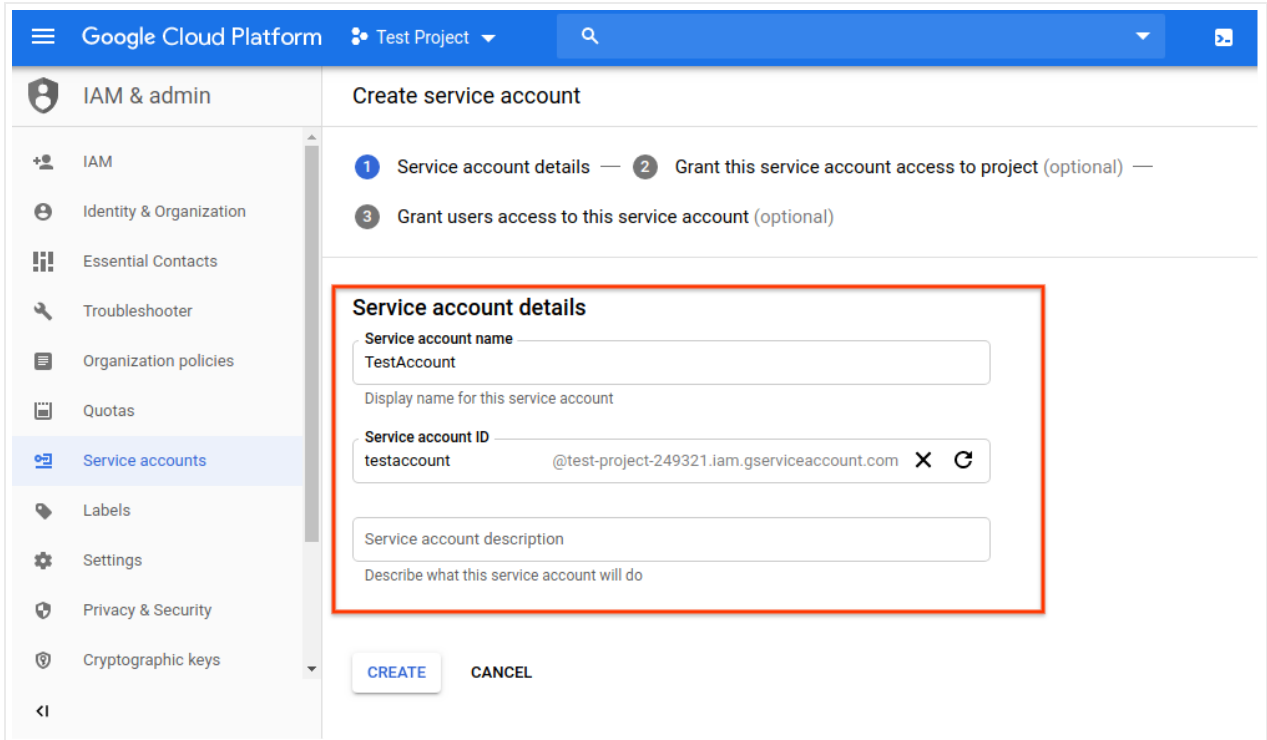 Google Cloud Platform Test Project
IAM & admin
Create service account
IAM
Identity & Organization
Essential Contacts
Troubleshooter
Organization policies
Quotas
Service accounts
Labels
Settings
Privacy & Security
Cryptographic keys
1 Service account details — 2 Grant this service account access to project (optional) —
3 Grant users access to this service account (optional)
Service account details
Service account name
TestAccount
Display name for this service account
Service account ID
testaccount @test-project-249321.iam.gserviceaccount.com
Service account description
Describe what this service account will do
CREATE CANCEL